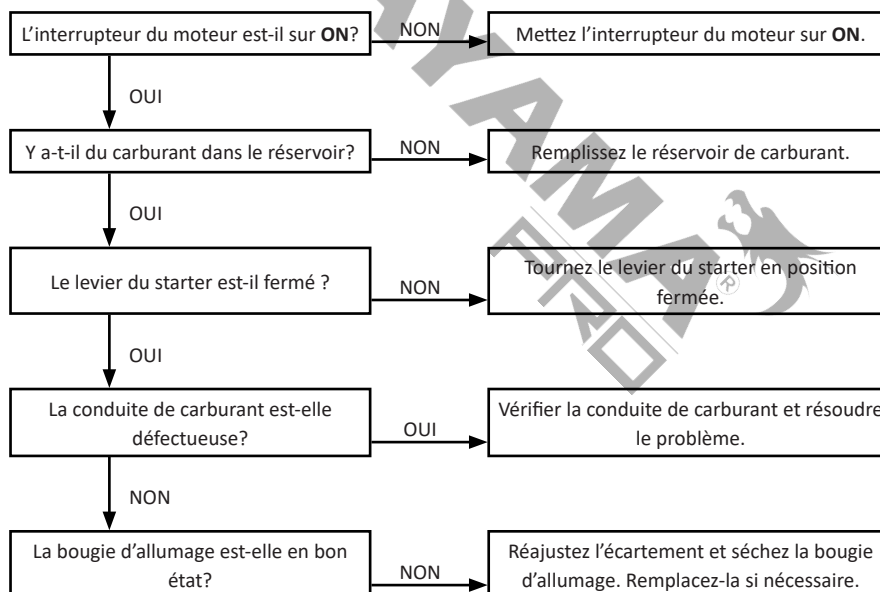 L'interrupteur du moteur est-il sur ON?
NON
Mettez l'interrupteur du moteur sur ON.
OUI
Y a-t-il du carburant dans le réservoir?
NON
Remplissez le réservoir de carburant.
OUI
Le levier du starter est-il fermé ?
NON
Tournez le levier du starter en position
fermée.
OUI
La conduite de carburant est-elle
défectueuse?
OUI
Vérifier la conduite de carburant et résoudre
le problème.
NON
La bougie d'allumage est-elle en bon
état?
NON
Réajustez l'écartement et séchez la bougie
d'allumage. Remplacez-la si nécessaire.
AYAMA
®
PRO